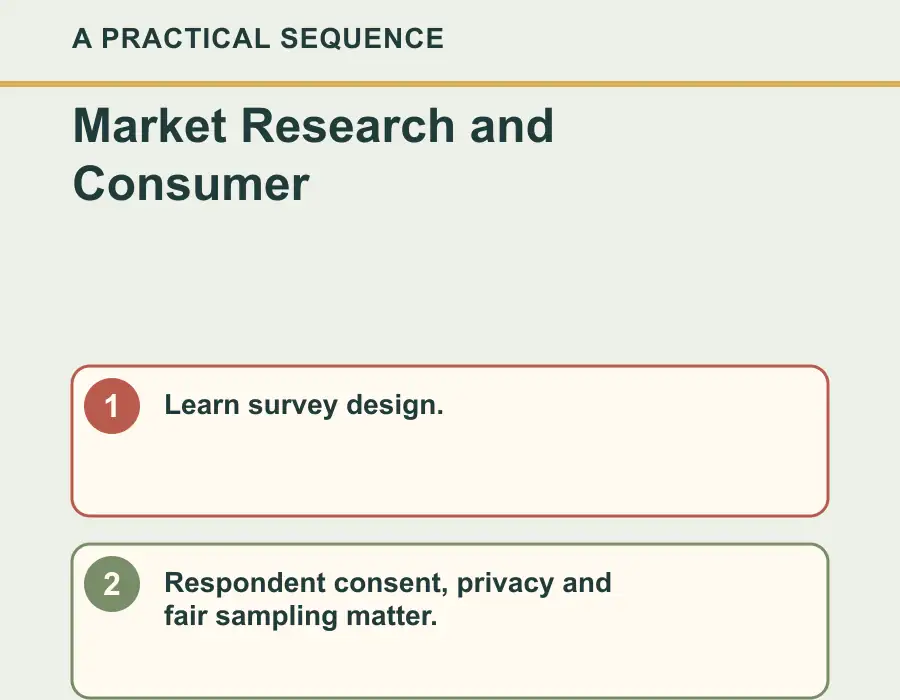 A PRACTICAL SEQUENCE
Market Research and
Consumer
1
Learn survey design.
2
Respondent consent, privacy and
fair sampling matter.